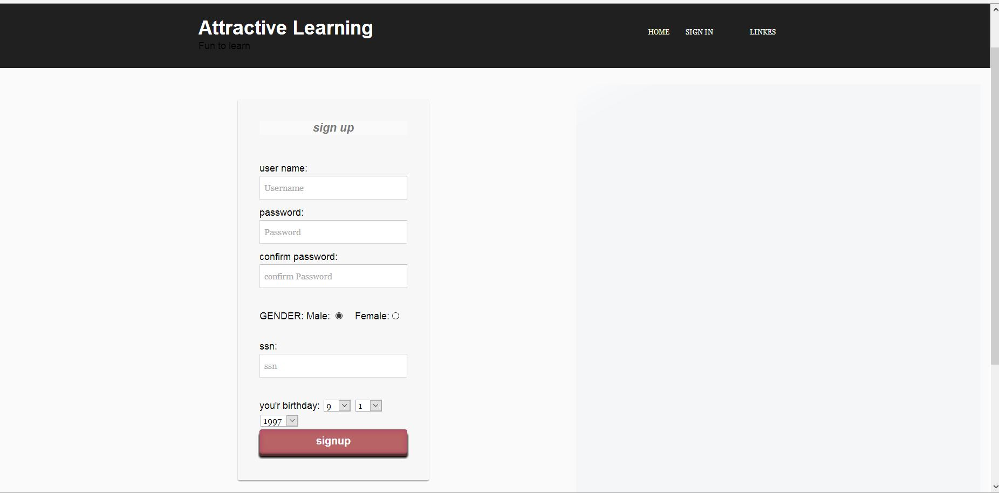 Attractive Learning
Fun to learn
HOME SIGN IN LINKES
sign up
user name:
Username
password:
Password
confirm password:
confirm Password
GENDER: Male: Female:
ssn:
ssn
you'r birthday: 9 1
1997
signup